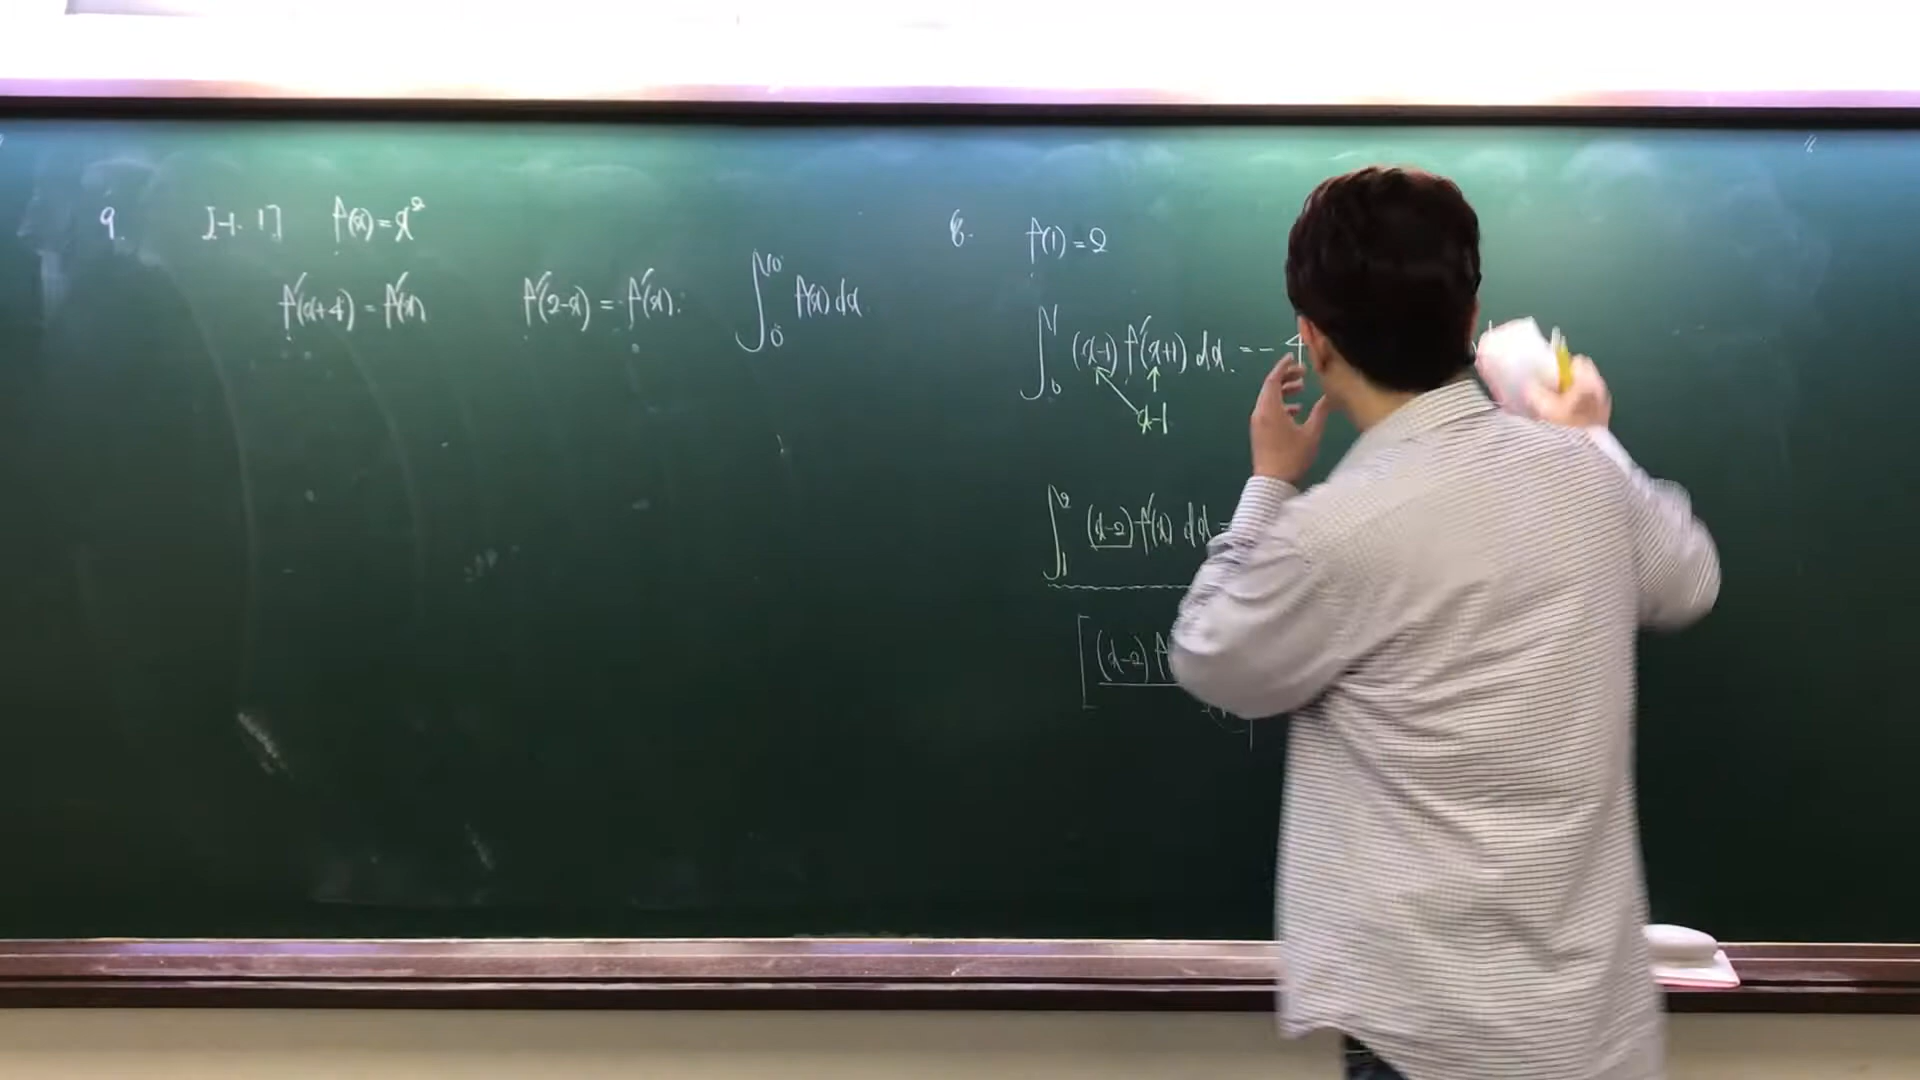 9. [-1. 1] f(x)=x²
f'(x+4)=f'(x) f'(2-x)=-f'(x). ∫₀¹⁰ f(x)dx
8. f(1)=2
∫₀¹ (x-1)f'(x+1)dx.=-4
x-1
∫₁² (x-2)f'(x)dx=
[(x-2)f